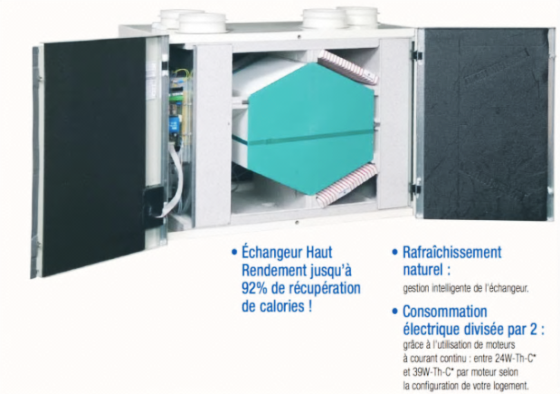 • Échangeur Haut
Rendement jusqu'à
92% de récupération
de calories !
• Rafraîchissement
naturel :
gestion intelligente de l'échangeur.
• Consommation
électrique divisée par 2 :
grâce à l'utilisation de moteurs
à courant continu : entre 24W-Th-C*
et 39W-Th-C* par moteur selon
la configuration de votre logement.